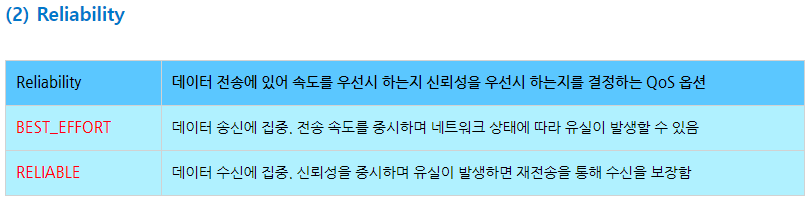 (2) Reliability
Reliability 데이터 전송에 있어 속도를 우선시 하는지 신뢰성을 우선시 하는지를 결정하는 QoS 옵션
BEST_EFFORT 데이터 송신에 집중. 전송 속도를 중시하며 네트워크 상태에 따라 유실이 발생할 수 있음
RELIABLE 데이터 수신에 집중. 신뢰성을 중시하며 유실이 발생하면 재전송을 통해 수신을 보장함